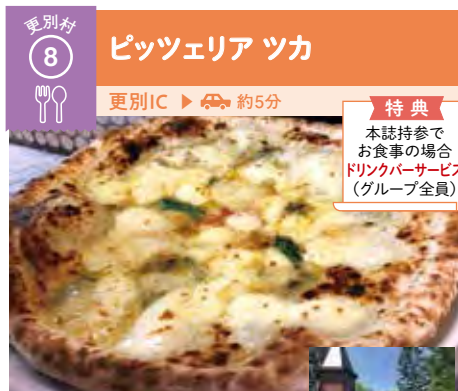 更別村
8
ピッツェリア ツカ
更別IC ▶ 約5分
特典
本誌持参で
お食事の場合
ドリンクバーサービス
(グループ全員)